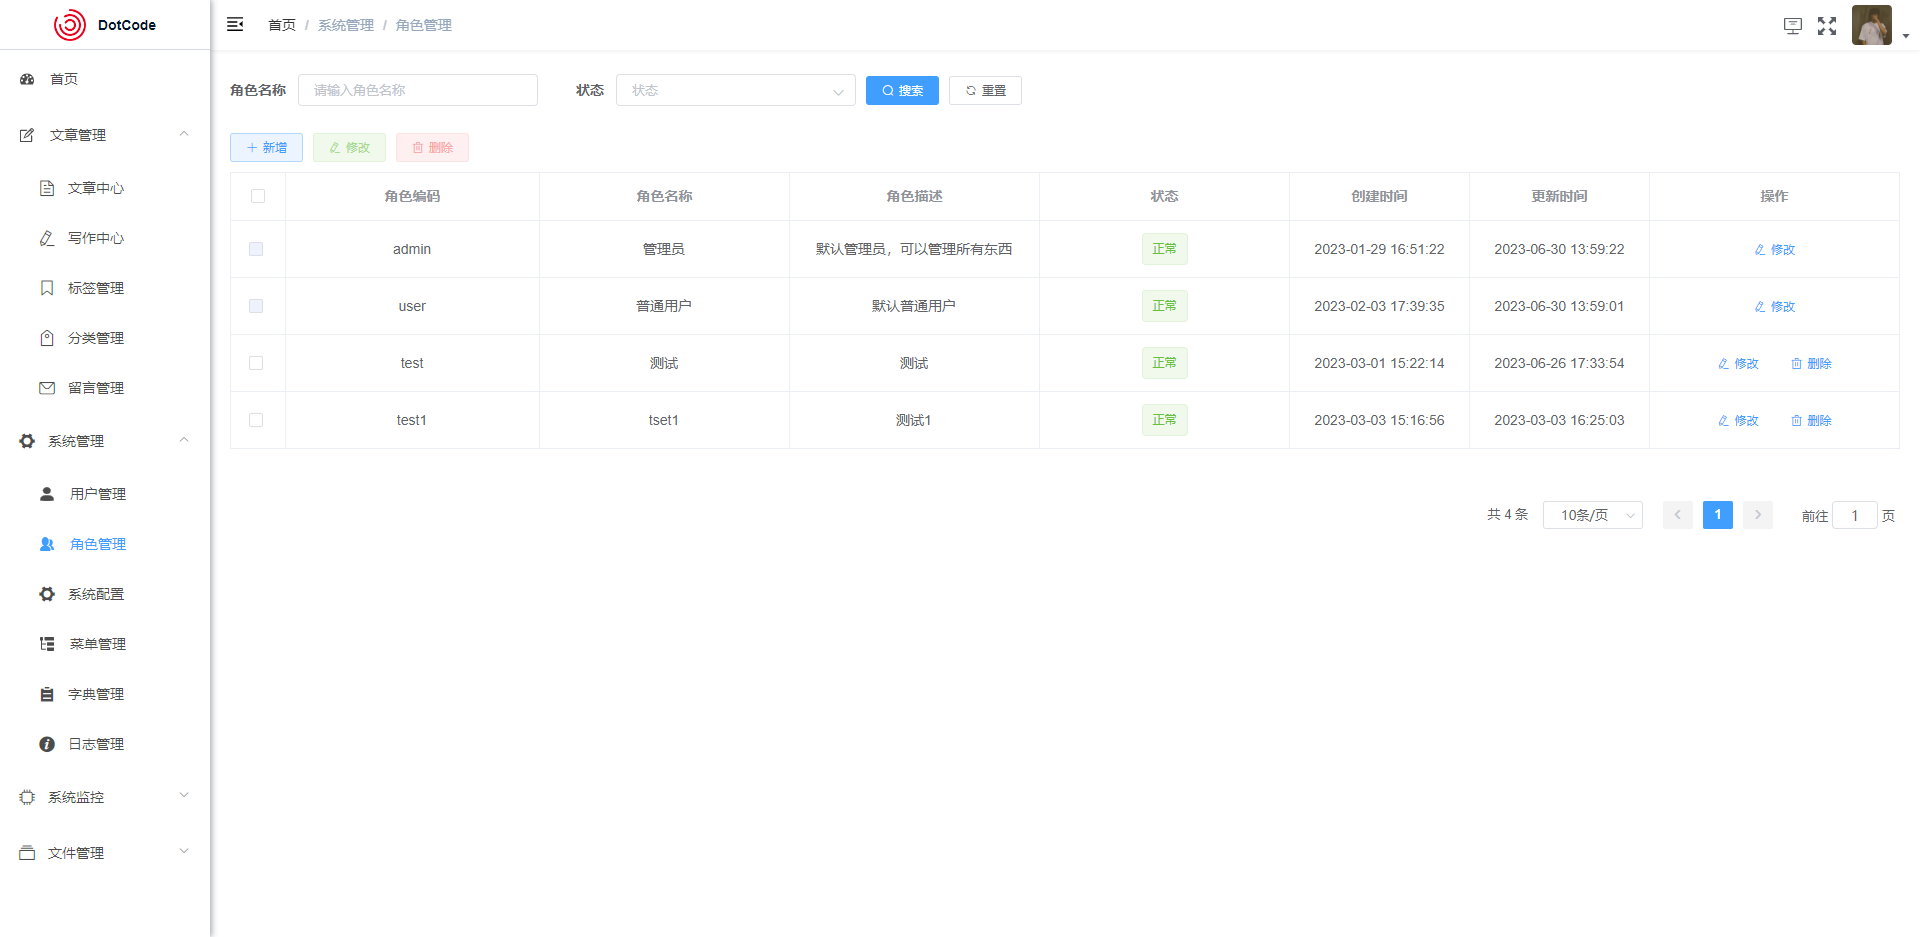 DotCode
首页
文章管理
文章中心
写作中心
标签管理
分类管理
留言管理
系统管理
用户管理
角色管理
系统配置
菜单管理
字典管理
日志管理
系统监控
文件管理
首页 / 系统管理 / 角色管理
角色名称 请输入角色名称 状态 状态 搜索 重置
新增 修改 删除
角色编码 角色名称 角色描述 状态 创建时间 更新时间 操作
admin 管理员 默认管理员，可以管理所有东西 正常 2023-01-29 16:51:22 2023-06-30 13:59:22 修改
user 普通用户 默认普通用户 正常 2023-02-03 17:39:35 2023-06-30 13:59:01 修改
test 测试 测试 正常 2023-03-01 15:22:14 2023-06-26 17:33:54 修改 删除
test1 tset1 测试1 正常 2023-03-03 15:16:56 2023-03-03 16:25:03 修改 删除
共 4 条 10条/页 1 前往 1 页